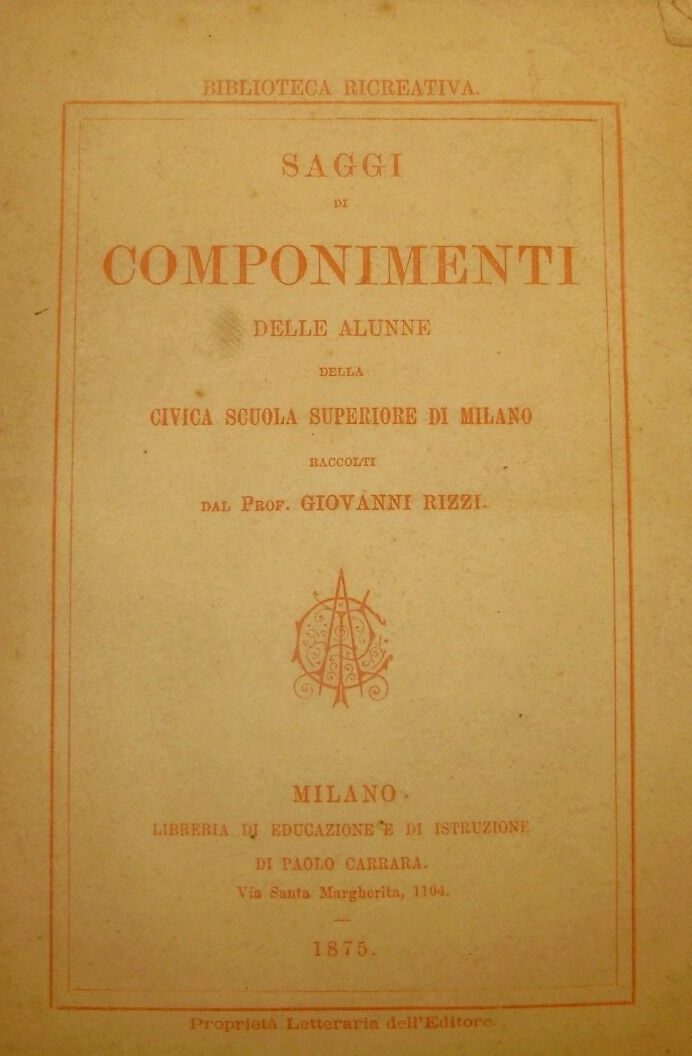 BIBLIOTECA RICREATIVA.
SAGGI
DI
COMPONIMENTI
DELLE ALUNNE
DELLA
CIVICA SCUOLA SUPERIORE DI MILANO
RACCOLTI
DAL PROF. GIOVANNI RIZZI.
MILANO
LIBRERIA DI EDUCAZIONE E DI ISTRUZIONE
DI PAOLO CARRARA.
Via Santa Margherita, 1104.
1875.
Proprietà Letteraria dell'Editore.